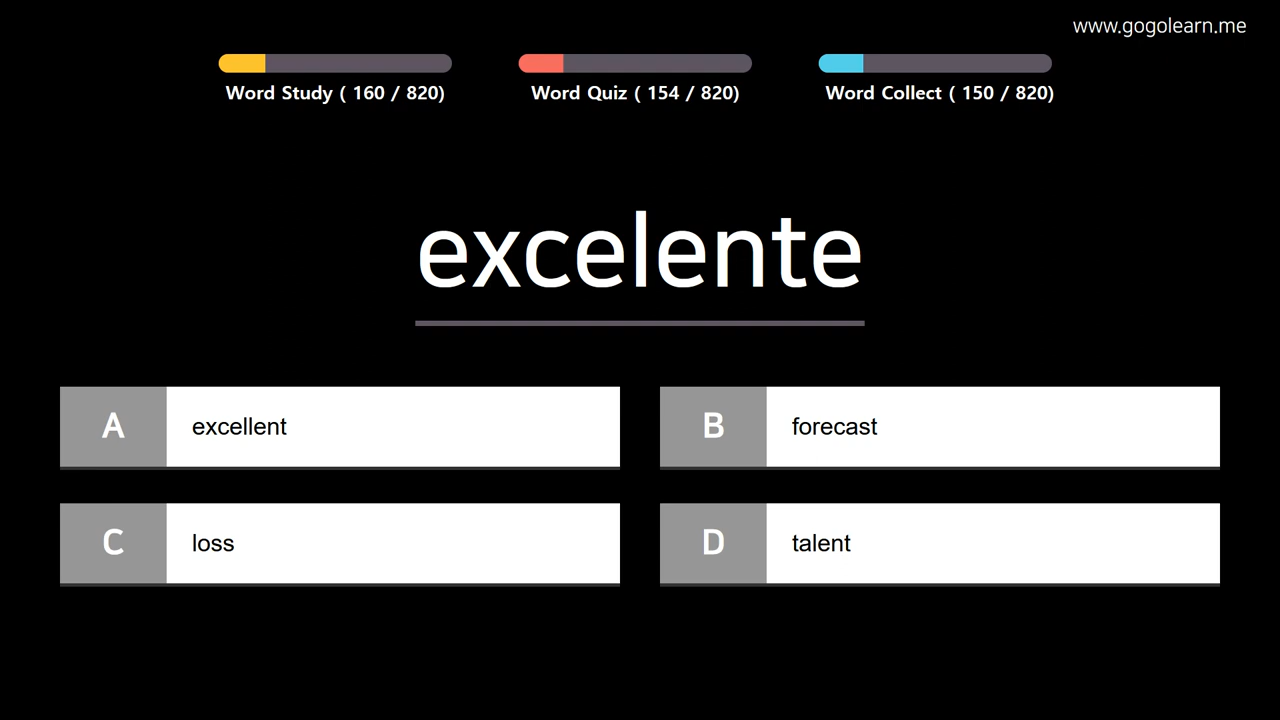 www.gogolearn.me
Word Study ( 160 / 820)
Word Quiz ( 154 / 820)
Word Collect ( 150 / 820)
excelente
A excellent
B forecast
C loss
D talent